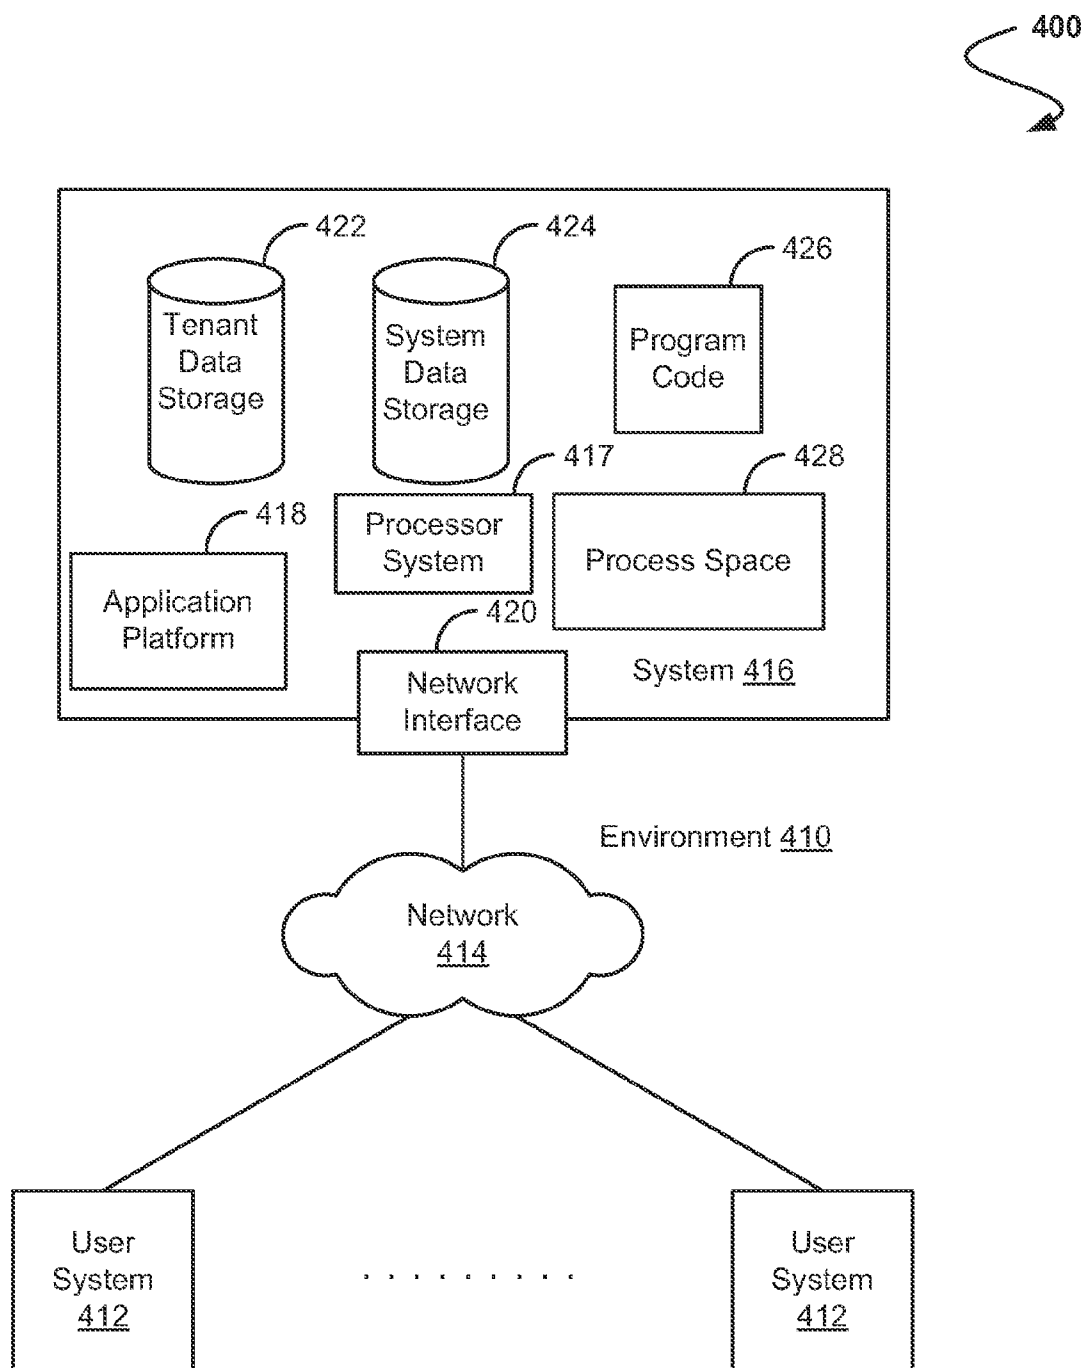 400
422
424
426
Tenant
Data
Storage
System
Data
Storage
Program
Code
417
428
418
Processor
System
Process Space
Application
Platform
420
System 416
Network
Interface
Environment 410
Network
414
User
System
412
User
System
412